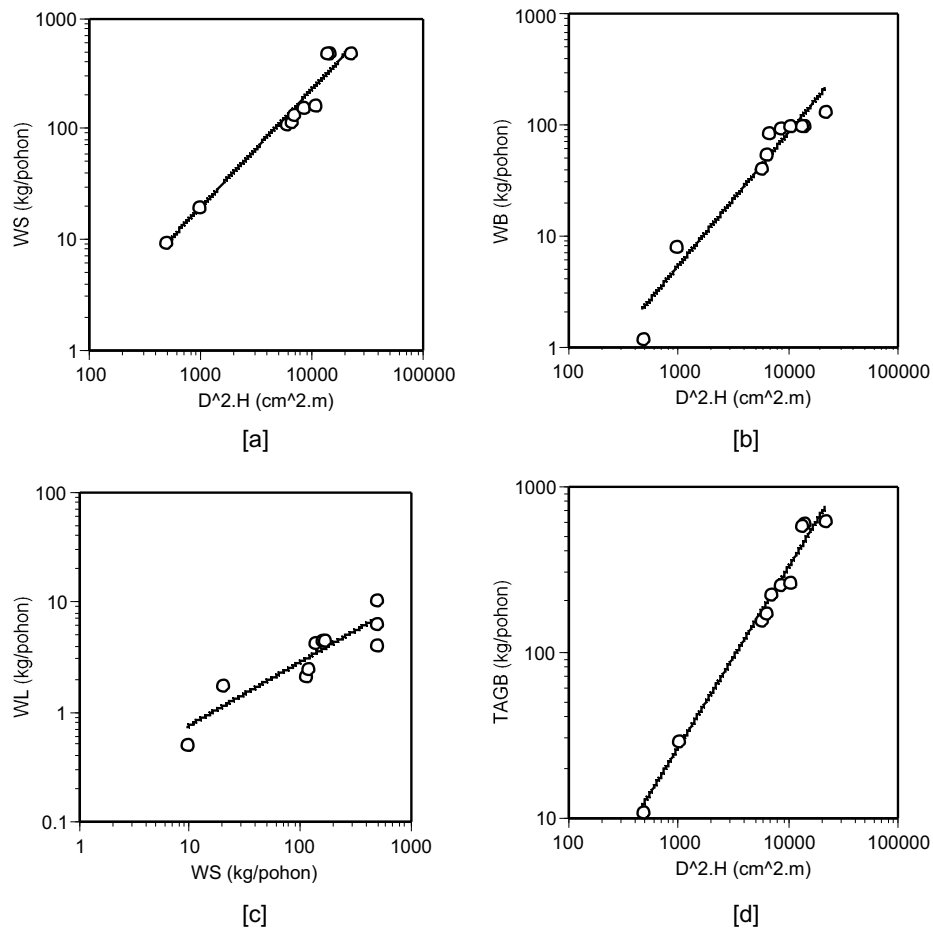 1000
100
10
1
WS (kg/pohon)
100 1000 10000 100000
D^2.H (cm^2.m)
[a]
1000
100
10
1
WB (kg/pohon)
100 1000 10000 100000
D^2.H (cm^2.m)
[b]
100
10
1
0.1
WL (kg/pohon)
1 10 100 1000
WS (kg/pohon)
[c]
1000
100
10
TAGB (kg/pohon)
100 1000 10000 100000
D^2.H (cm^2.m)
[d]